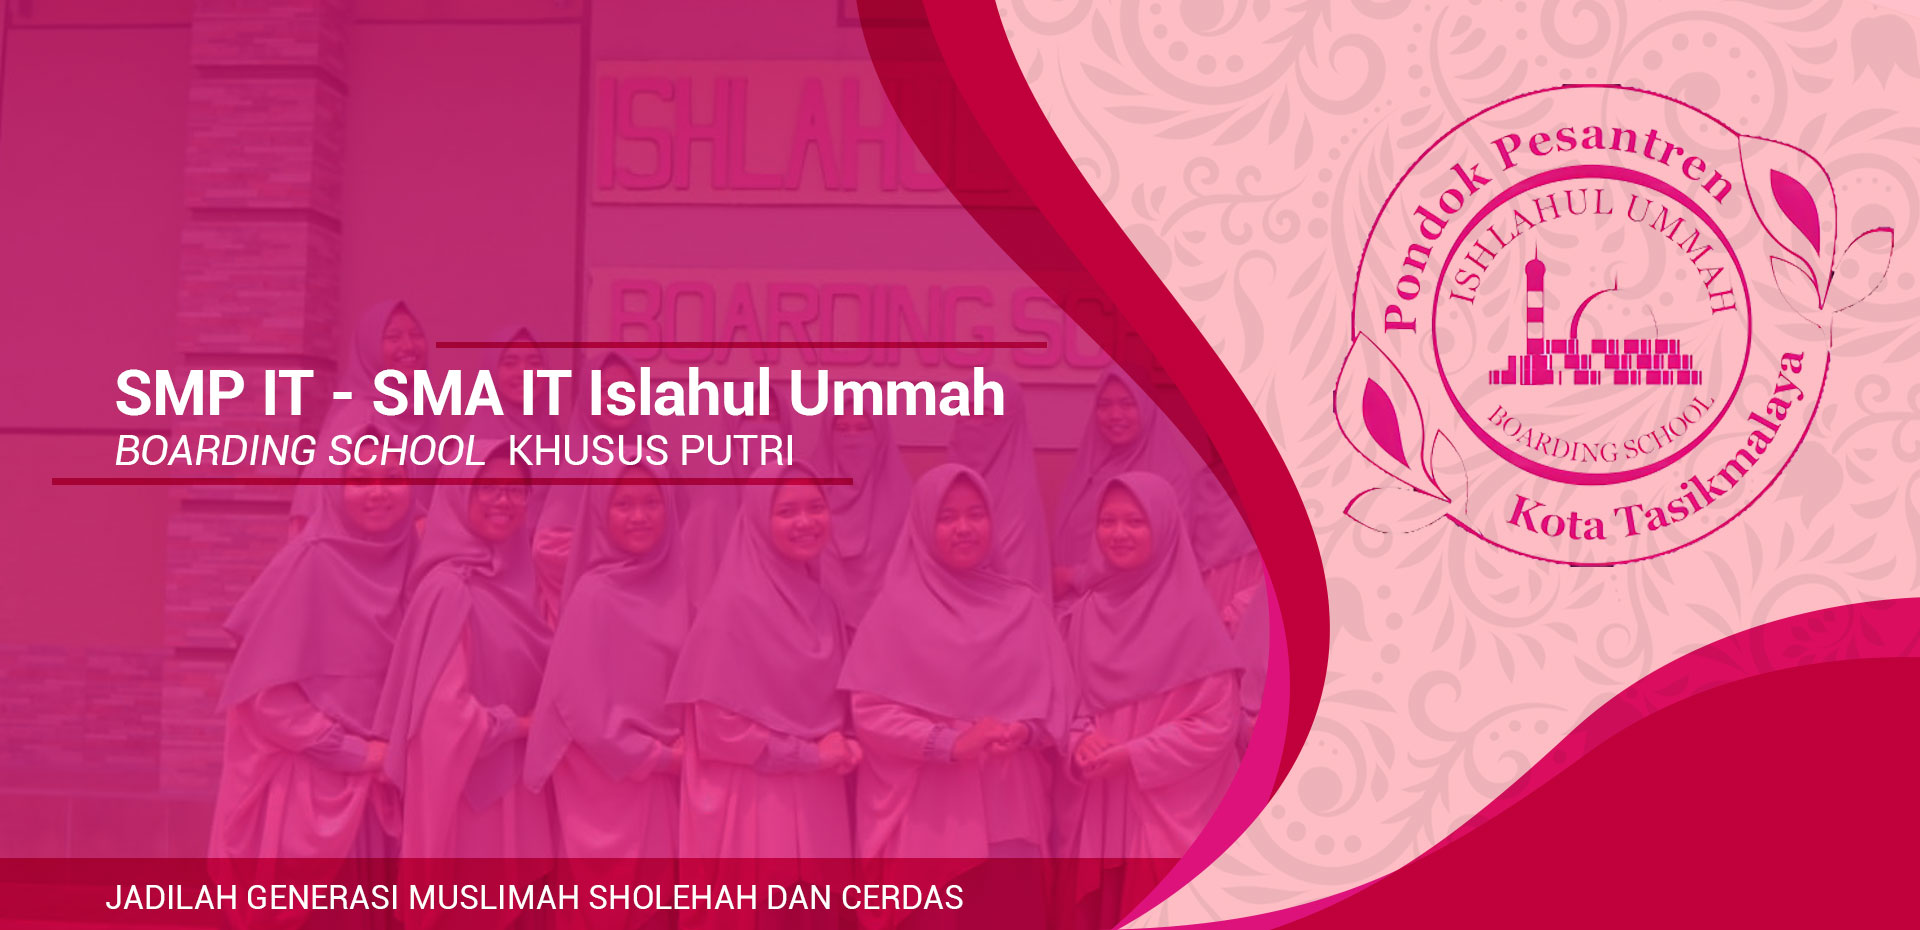 ISHLAHUL
BOARDING SC
SMP IT - SMA IT Islahul Ummah
BOARDING SCHOOL KHUSUS PUTRI
JADILAH GENERASI MUSLIMAH SHOLEHAH DAN CERDAS
Pondok Pesantren
ISHLAHUL UMMAH
BOARDING SCHOOL
Kota Tasikmalaya